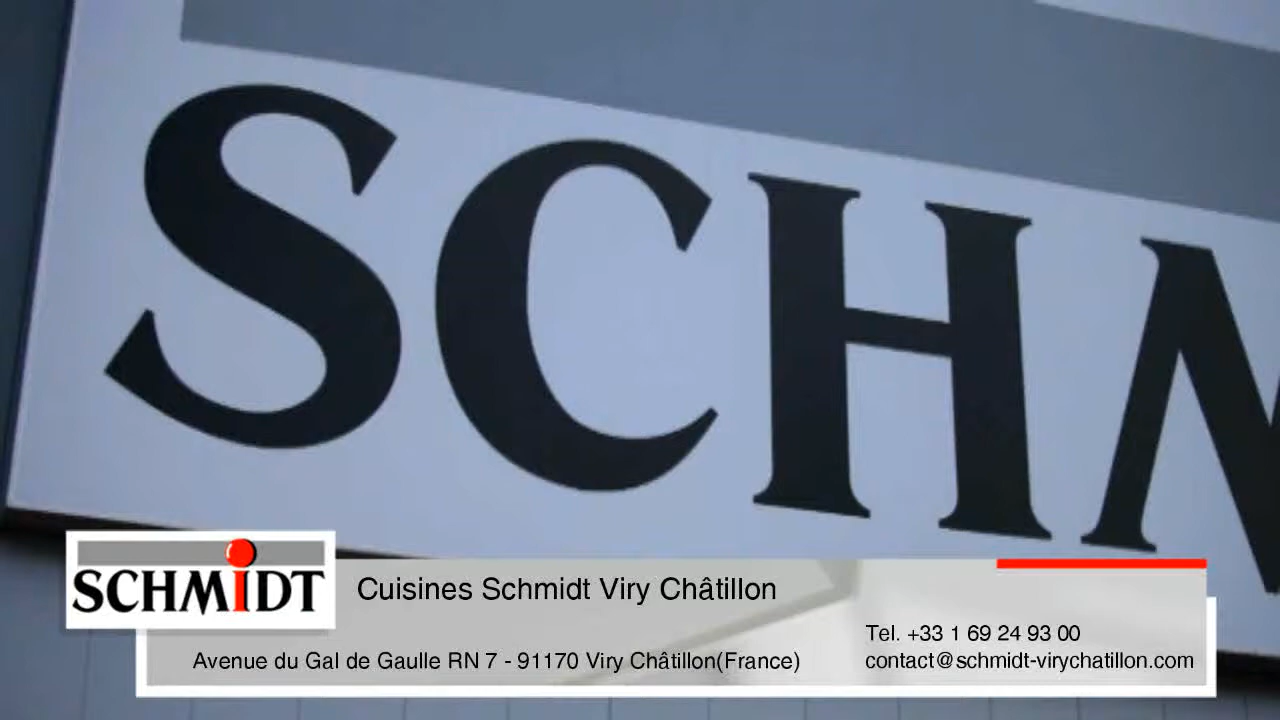 SCHM
SCHMiDT
Cuisines Schmidt Viry Châtillon
Tel. +33 1 69 24 93 00
Avenue du Gal de Gaulle RN 7 - 91170 Viry Châtillon(France)
contact@schmidt-virychatillon.com